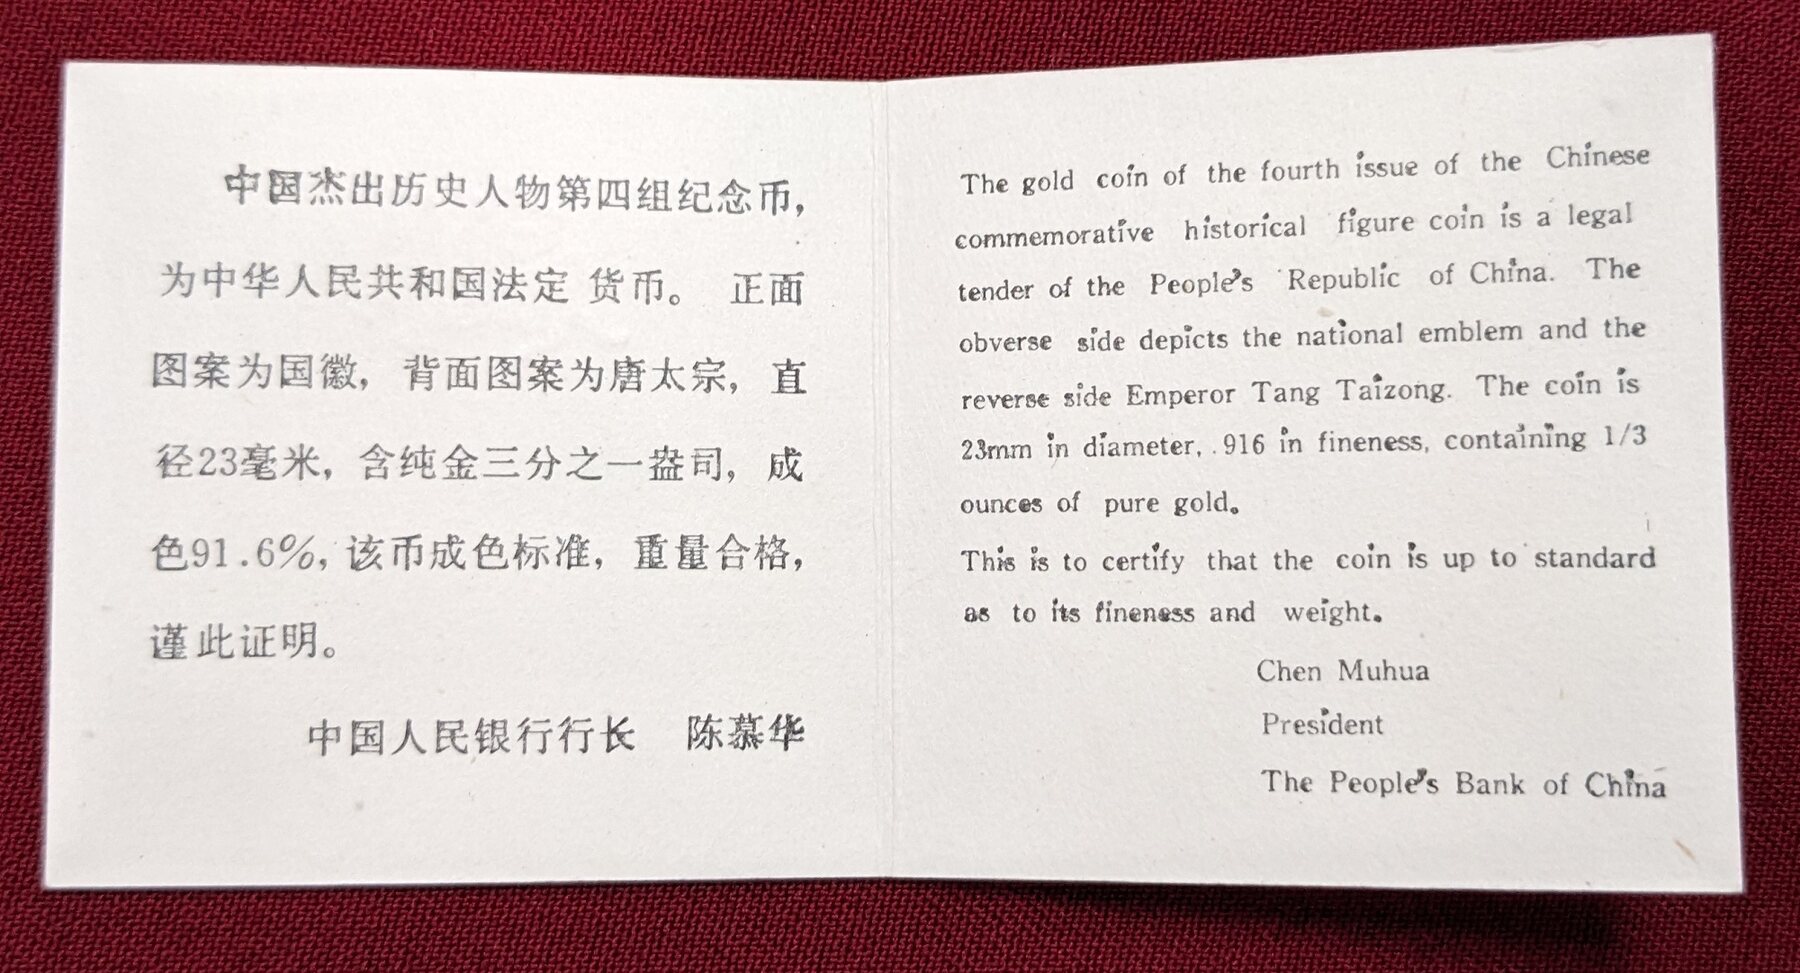 中国杰出历史人物第四组纪念币，
为中华人民共和国法定 货币。 正面
图案为国徽，背面图案为唐太宗，直
径23毫米，含纯金三分之一盎司，成
色91.6%，该币成色标准，重量合格，
谨此证明。
中国人民银行行长 陈慕华
The gold coin of the fourth issue of the Chinese
commemorative historical figure coin is a legal
tender of the People's Republic of China. The
obverse side depicts the national emblem and the
reverse side Emperor Tang Taizong. The coin is
23mm in diameter, .916 in fineness, containing 1/3
ounces of pure gold.
This is to certify that the coin is up to standard
as to its fineness and weight.
Chen Muhua
President
The People's Bank of China